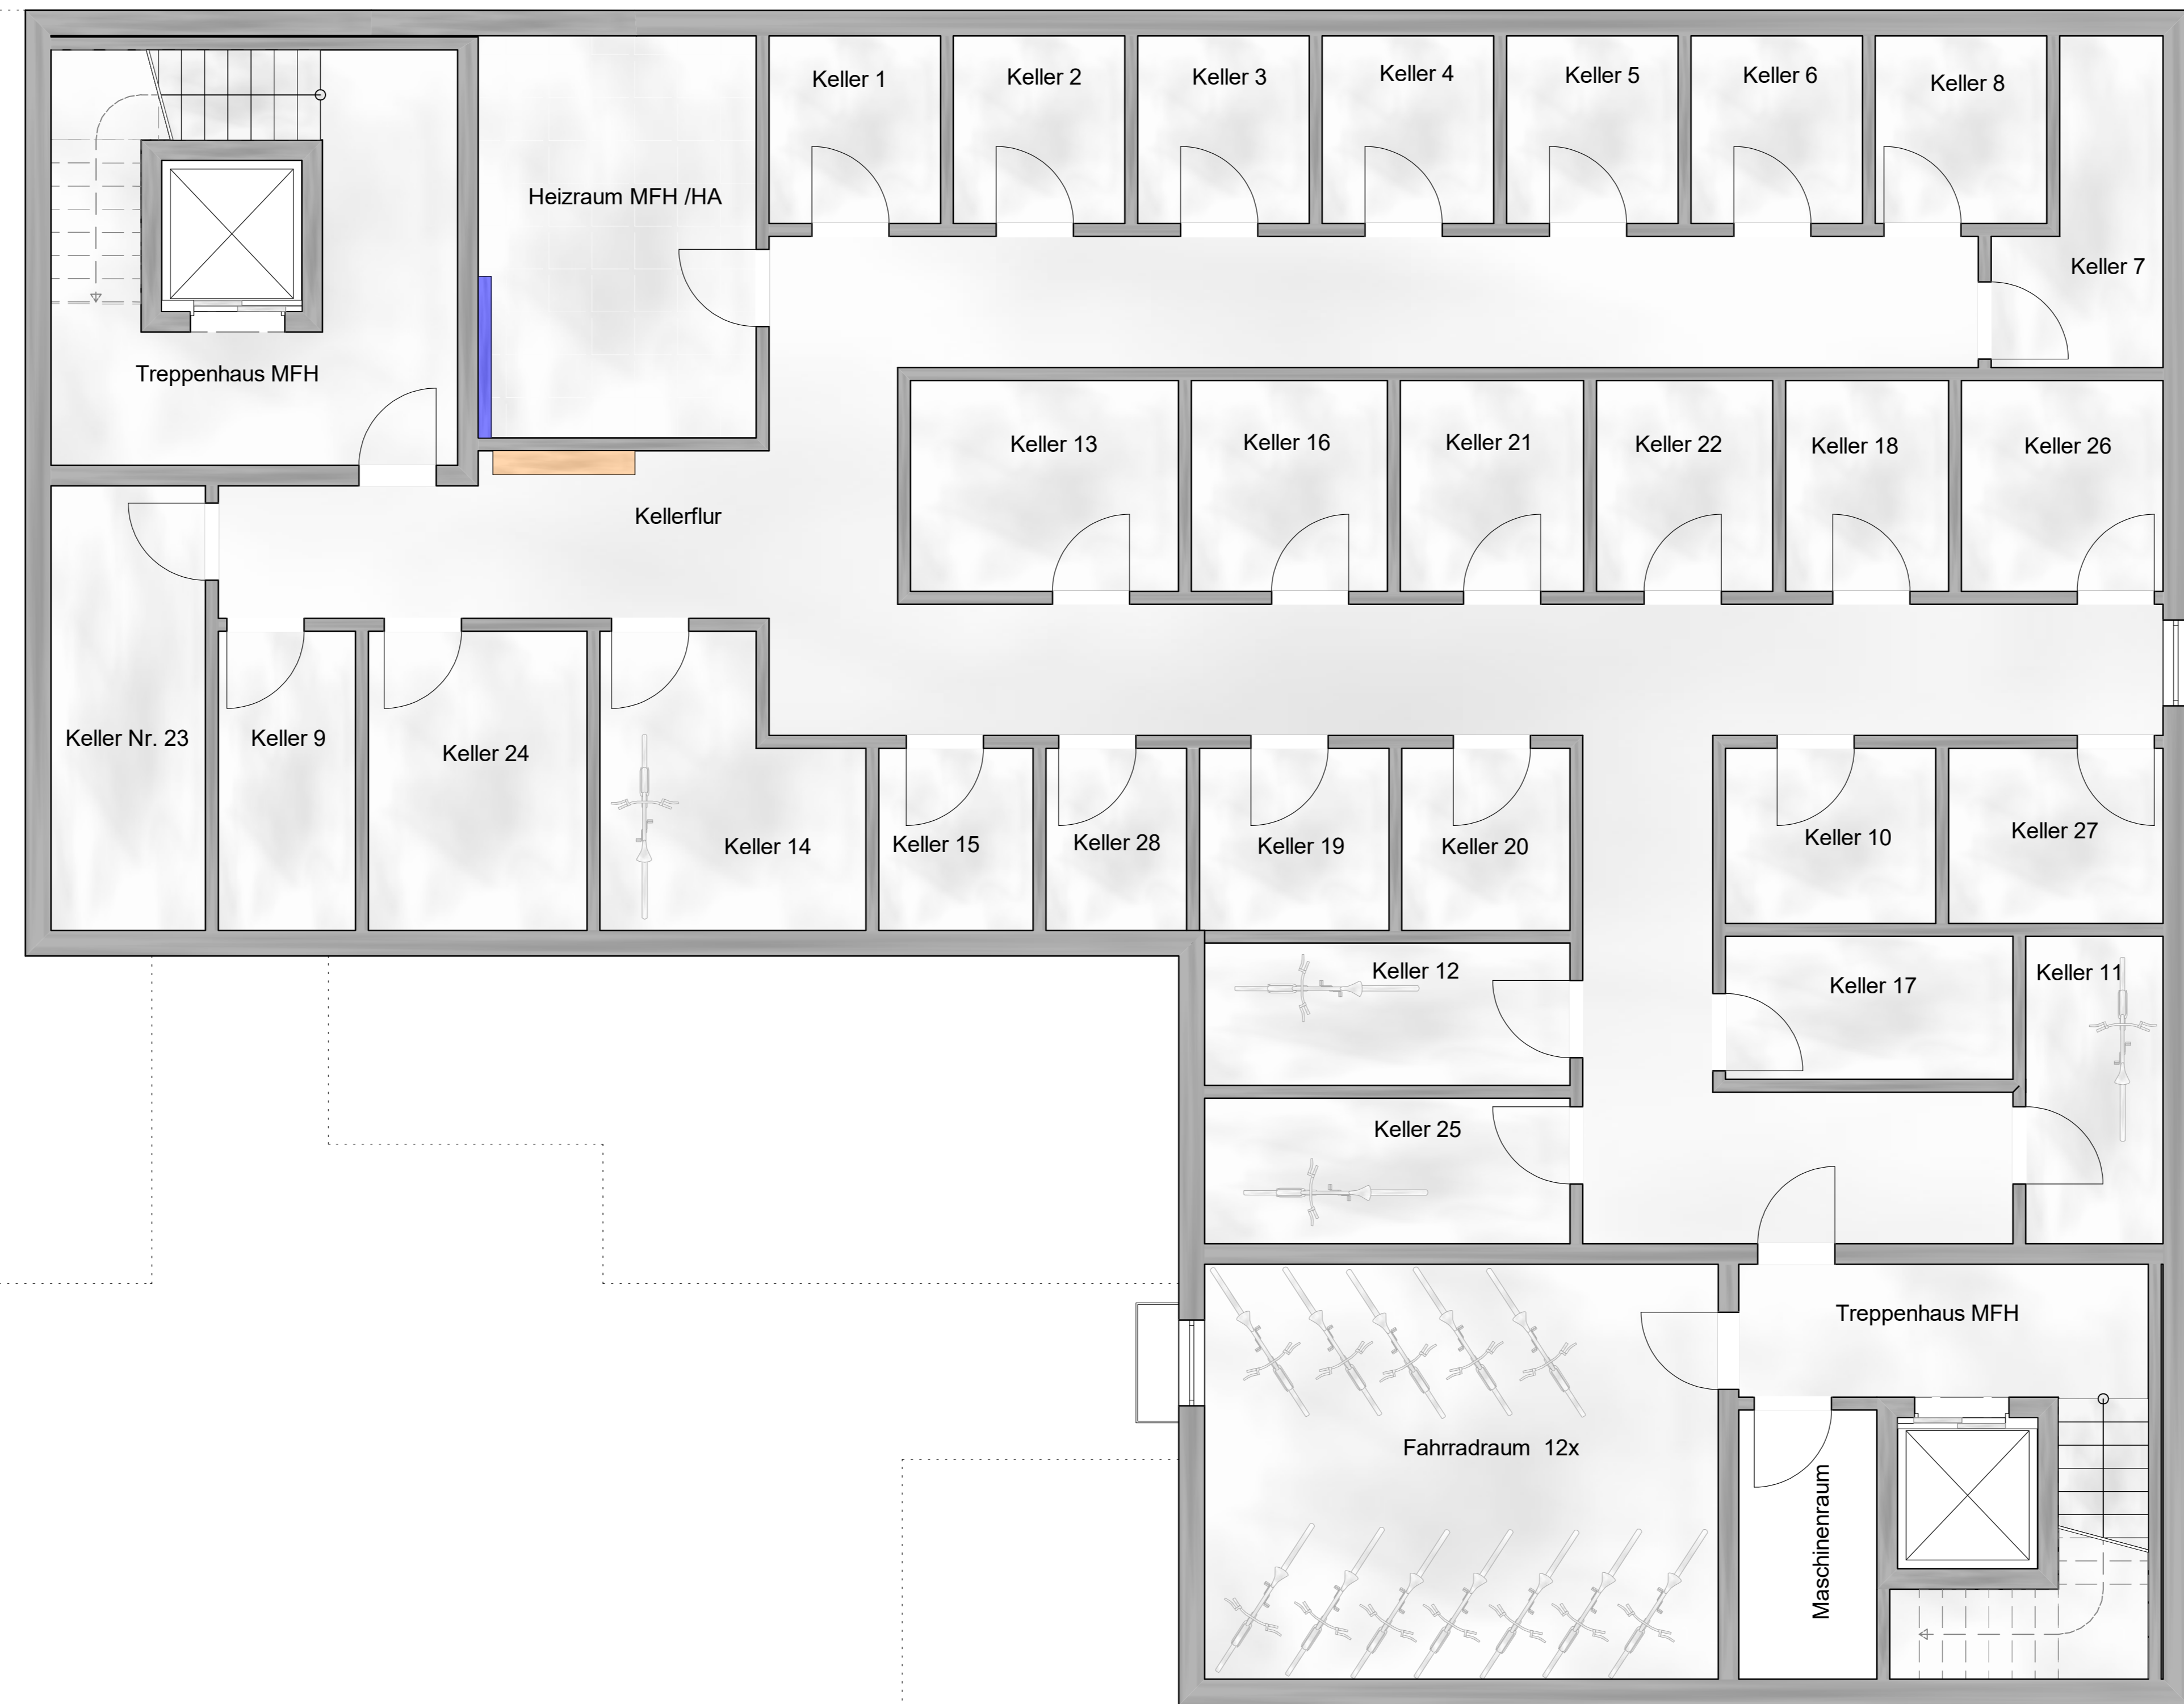 Keller 1
Keller 2
Keller 3
Keller 4
Keller 5
Keller 6
Keller 8
Heizraum MFH /HA
Keller 7
Treppenhaus MFH
Keller 13
Keller 16
Keller 21
Keller 22
Keller 18
Keller 26
Kellerflur
Keller Nr. 23
Keller 9
Keller 24
Keller 14
Keller 15
Keller 28
Keller 19
Keller 20
Keller 10
Keller 27
Keller 12
Keller 17
Keller 11
Keller 25
Treppenhaus MFH
Fahrradraum 12x
Maschinenraum